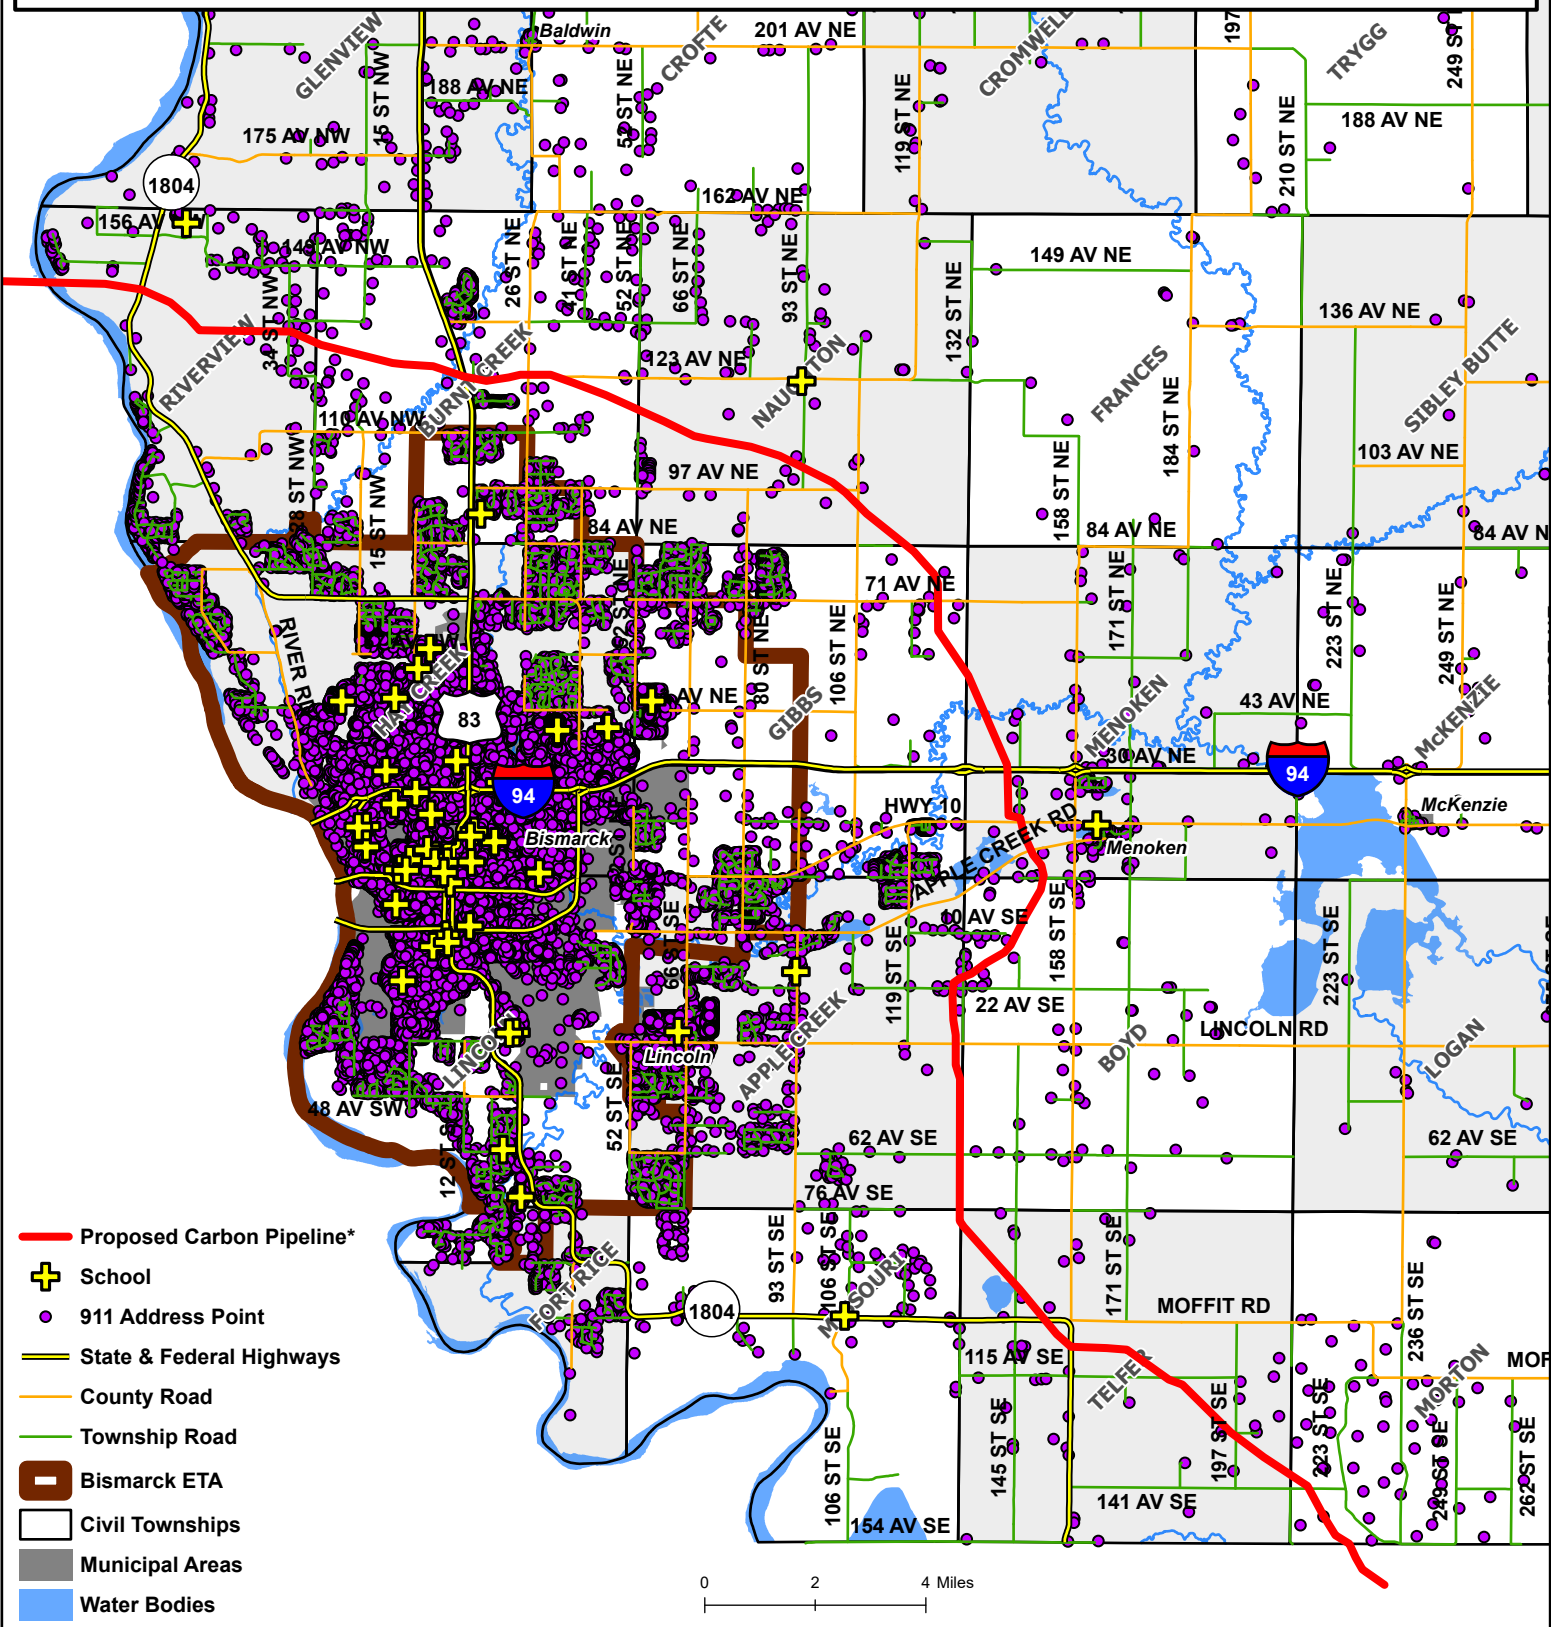 Baldwin
201 AV NE
GLENVIEW
CROFTE
CROMWELL
TRYGG
197
249 ST
15 ST NW
188 AV NE
52 ST NE
119 ST NE
210 ST NE
188 AV NE
175 AV NW
1804
162 AV NE
156 AV
149 AV NW
26 ST NE
41 ST NE
52 ST NE
66 ST NE
93 ST NE
132 ST NE
149 AV NE
136 AV NE
34 ST NW
RIVERVIEW
BURNT CREEK
123 AV NE
NAUGHTON
FRANCES
SIBLEY BUTTE
184 ST NE
110 AV NW
28 ST NW
15 ST NW
97 AV NE
103 AV NE
158 ST NE
84 AV NE
84 AV NE
84 AV N
71 AV NE
171 ST NE
223 ST NE
249 ST NE
RIVER RD
HAY CREEK
52 ST NE
80 ST NE
106 ST NE
AV NE
GIBBS
MENOKEN
43 AV NE
McKENZIE
83
94
30 AV NE
94
HWY 10
APPLE CREEK RD
McKenzie
Bismarck
Menoken
66 ST SE
10 AV SE
158 ST SE
119 ST SE
223 ST SE
22 AV SE
LINCOLN
Lincoln
APPLE CREEK
BOYD
LINCOLN RD
LOGAN
48 AV SW
12 ST
52 ST SE
62 AV SE
62 AV SE
76 AV SE
93 ST SE
106 ST SE
171 ST SE
236 ST SE
FORT RICE
MISSOURI
1804
MOFFIT RD
115 AV SE
TELFER
MORTON
MOF
106 ST SE
145 ST SE
197 ST SE
223 ST SE
249 ST SE
262 ST SE
141 AV SE
154 AV SE
Proposed Carbon Pipeline*
School
911 Address Point
State & Federal Highways
County Road
Township Road
Bismarck ETA
Civil Townships
Municipal Areas
Water Bodies
0 2 4 Miles